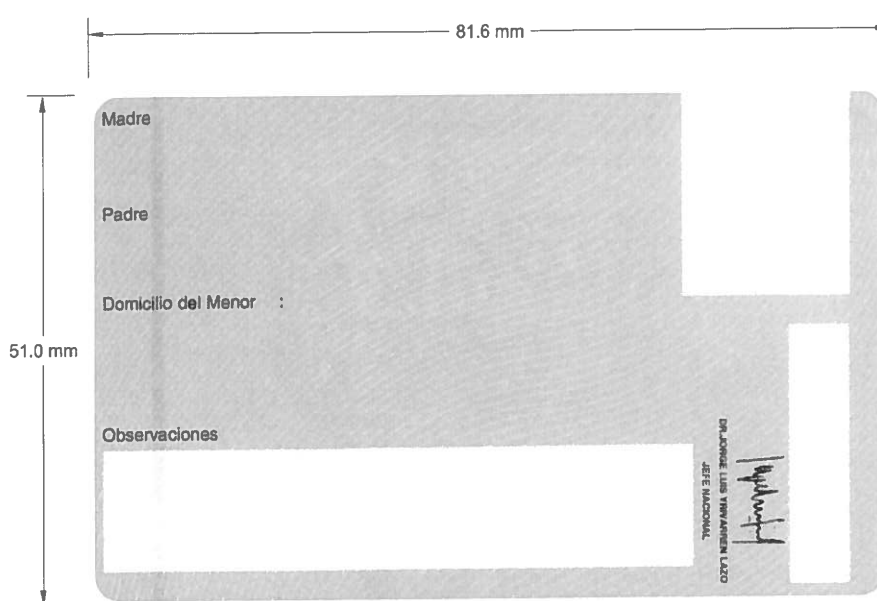 81.6 mm
Madre
Padre
Domicilio del Menor :
51.0 mm
Observaciones
DR.JORGE LUIS YRIVARREN LAZO
JEFE NACIONAL